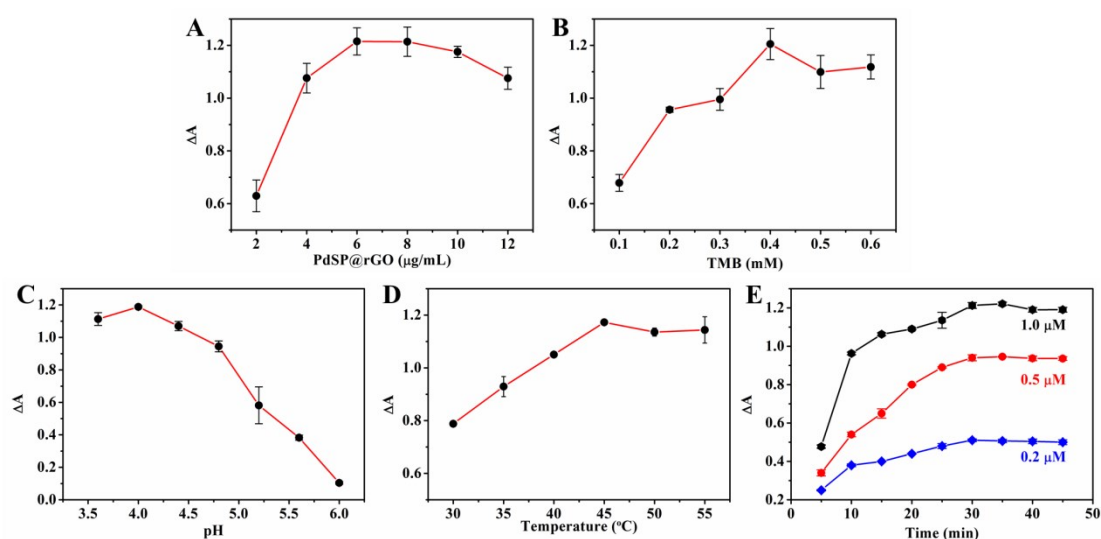 A
ΔA
1.2
1.0
0.8
0.6
2 4 6 8 10 12
PdSP@rGO (μg/mL)
B
ΔA
1.2
1.0
0.8
0.6
0.1 0.2 0.3 0.4 0.5 0.6
TMB (mM)
C
ΔA
1.2
1.0
0.8
0.6
0.4
0.2
0.0
3.5 4.0 4.5 5.0 5.5 6.0
pH
D
ΔA
1.2
1.0
0.8
0.6
30 35 40 45 50 55
Temperature (ºC)
E
ΔA
1.2
1.0
0.8
0.6
0.4
0.2
1.0 μM
0.5 μM
0.2 μM
0 10 20 30 40 50
Time (min)